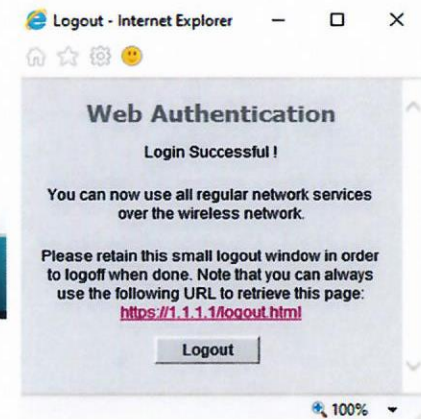 Logout - Internet Explorer
Web Authentication
Login Successful !
You can now use all regular network services
over the wireless network.
Please retain this small logout window in order
to logoff when done. Note that you can always
use the following URL to retrieve this page:
https://1.1.1.1/logout.html
Logout
100%